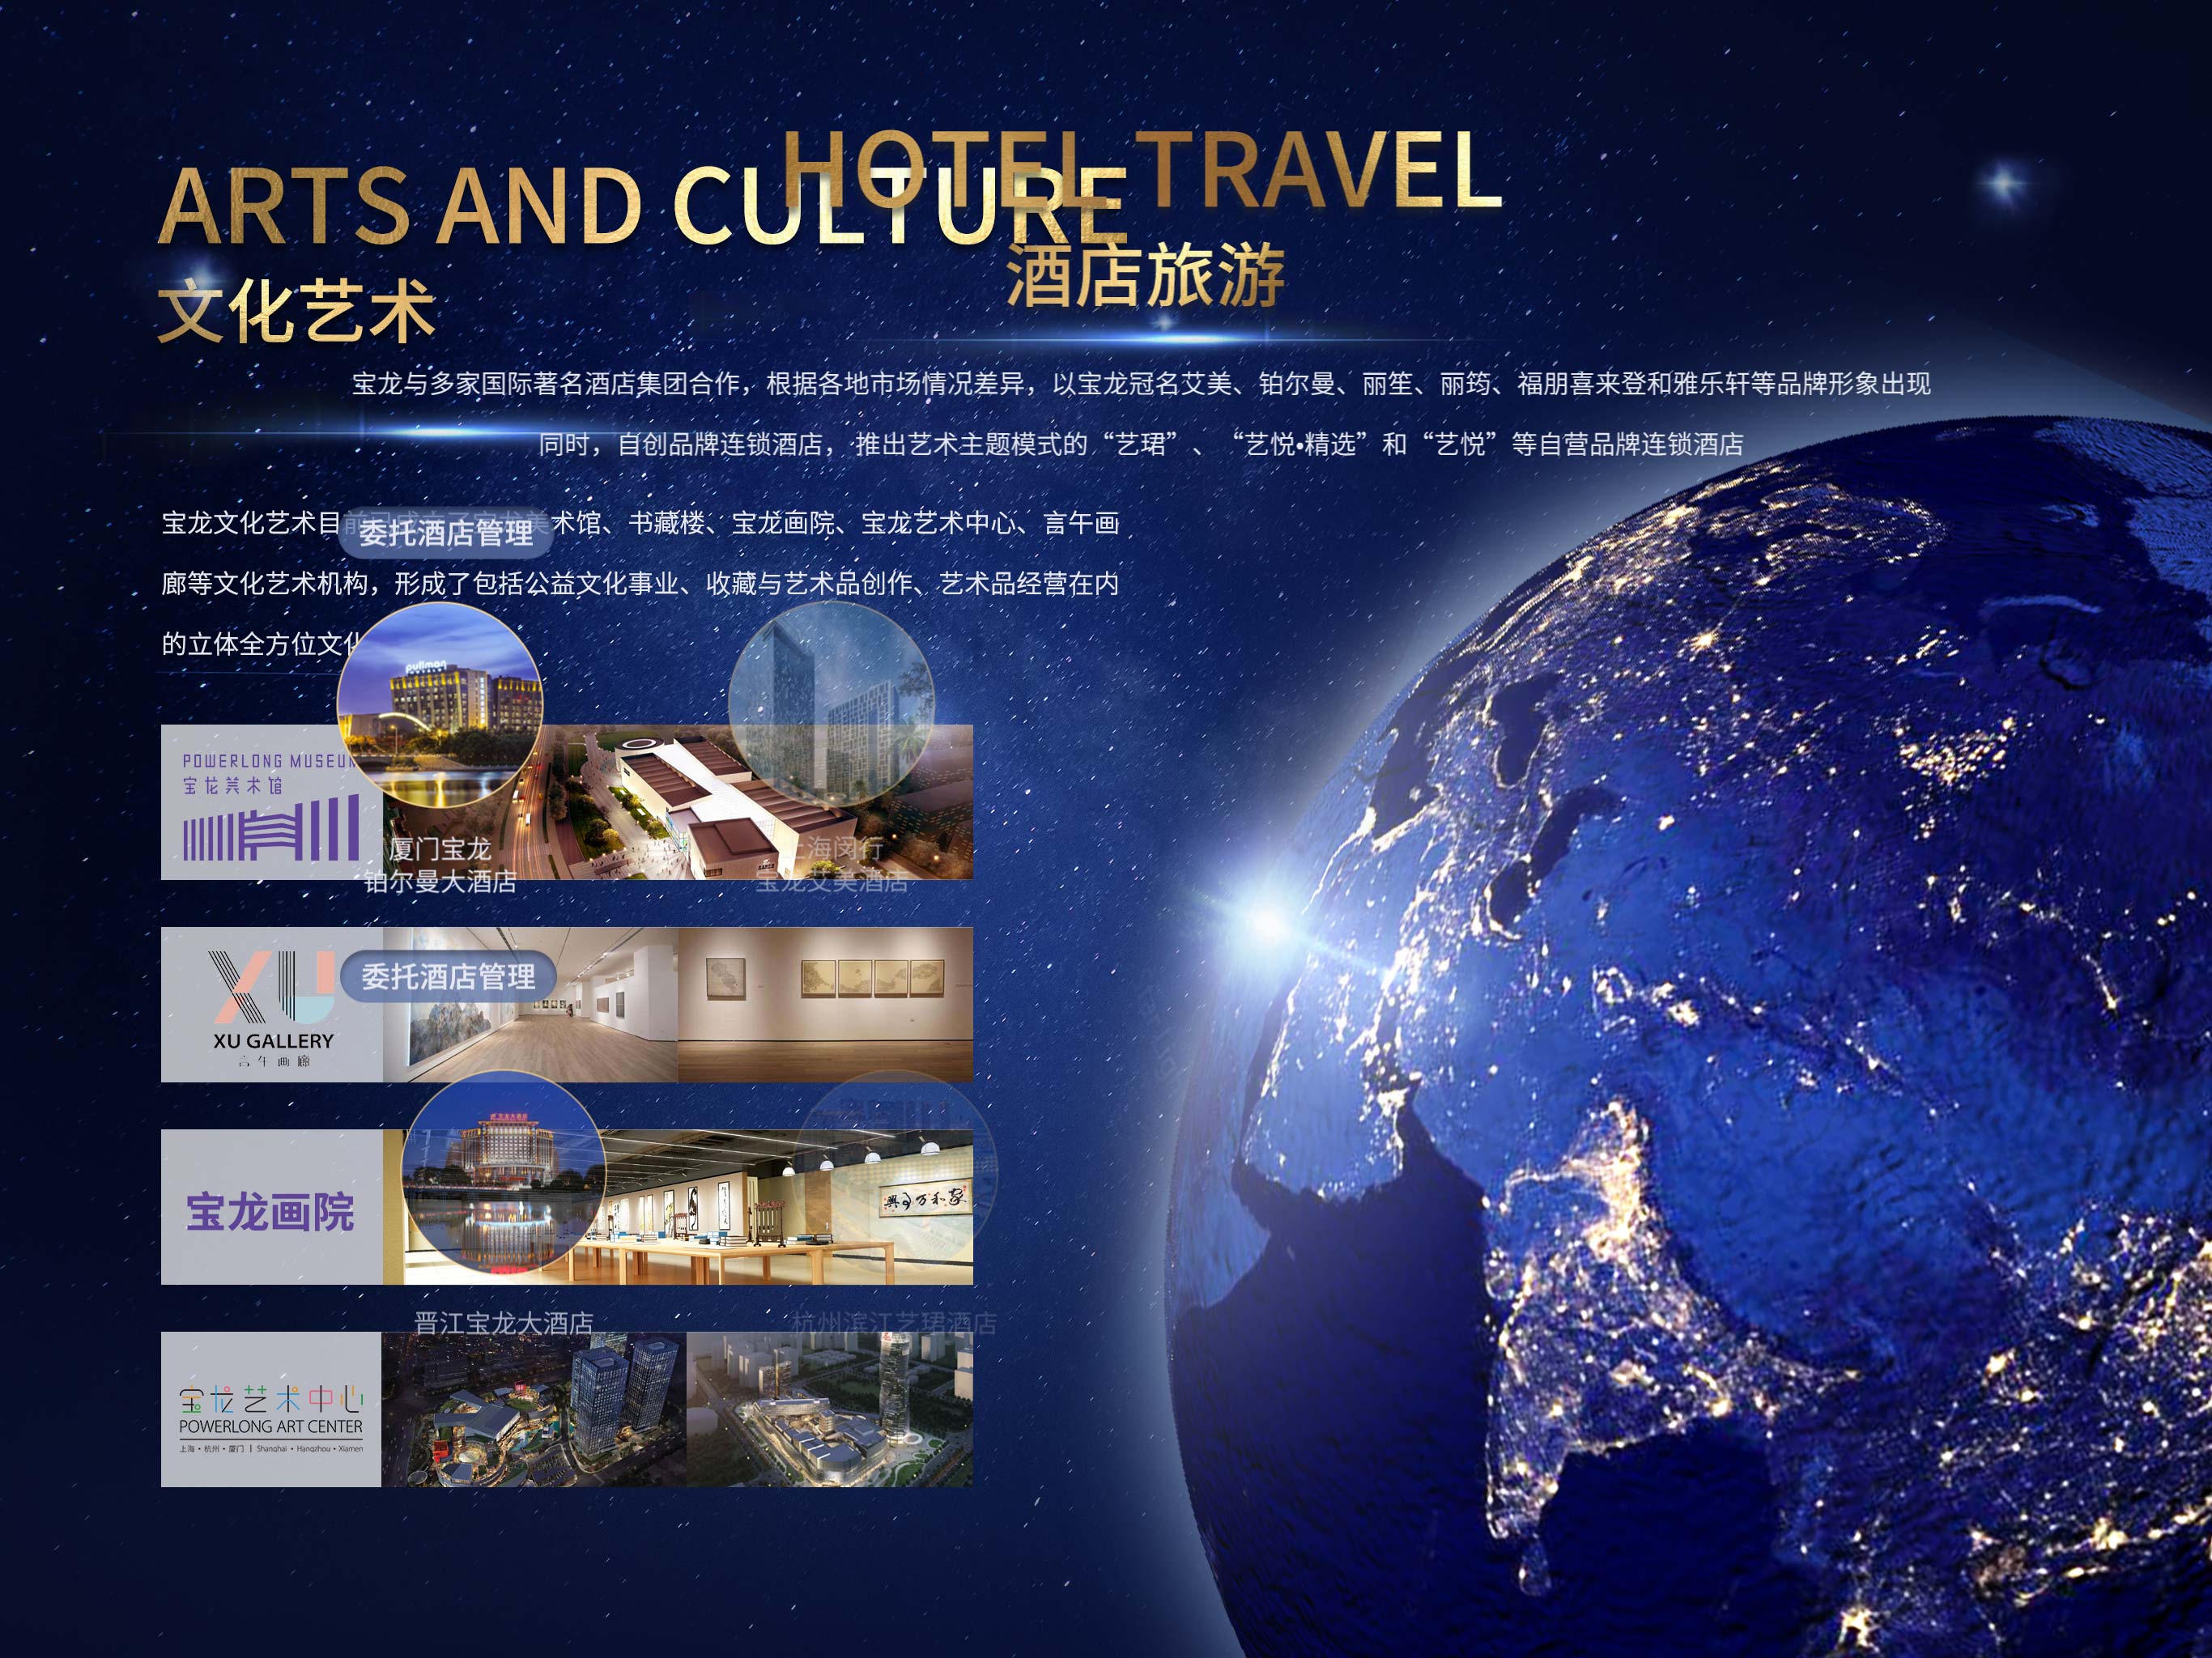 HOTEL TRAVEL
ARTS AND CULTURE
酒店旅游
文化艺术
宝龙与多家国际著名酒店集团合作，根据各地市场情况差异，以宝龙冠名艾美、铂尔曼、丽笙、丽筠、福朋喜来登和雅乐轩等品牌形象出现
同时，自创品牌连锁酒店，推出艺术主题模式的“艺珺”、“艺悦•精选”和“艺悦”等自营品牌连锁酒店
宝龙文化艺术目 术馆、书藏楼、宝龙画院、宝龙艺术中心、言午画
委托酒店管理
廊等文化艺术机构，形成了包括公益文化事业、收藏与艺术品创作、艺术品经营在内
的立体全方位文化
pullman
POWERLONG MUSEUM
宝龙美术馆
厦门宝龙
铂尔曼大酒店
上海闵行
宝龙艾美酒店
委托酒店管理
XU
XU GALLERY
言午画廊
宝龙画院
晋江宝龙大酒店
杭州滨江艺珺酒店
宝龙艺术中心
POWERLONG ART CENTER
上海·杭州·厦门 | Shanghai · Hangzhou · Xiamen